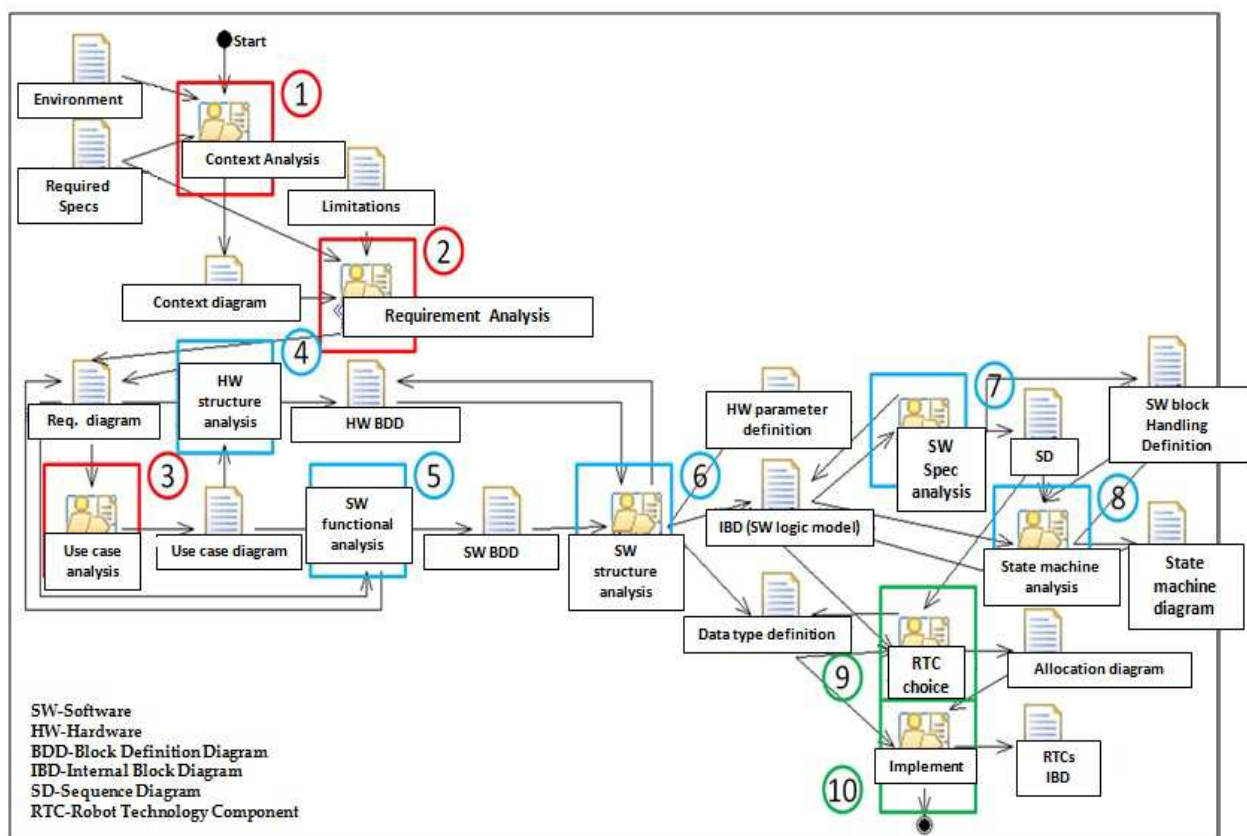 Start
1
Environment
Context Analysis
Required
Specs
Limitations
2
Context diagram
Requirement Analysis
4
HW
structure
analysis
Req. diagram
HW BDD
HW parameter
definition
7
SW block
Handling
Definition
SW
Spec
analysis
SD
3
5
6
8
Use case
analysis
Use case diagram
SW
functional
analysis
SW BDD
SW
structure
analysis
IBD (SW logic model)
State machine
analysis
State
machine
diagram
Data type definition
9
RTC
choice
Allocation diagram
Implement
RTCs
IBD
10
SW-Software
HW-Hardware
BDD-Block Definition Diagram
IBD-Internal Block Diagram
SD-Sequence Diagram
RTC-Robot Technology Component